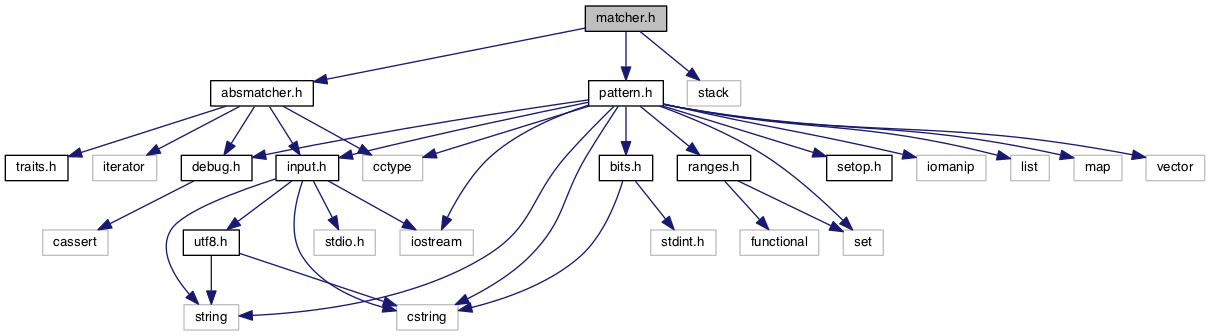 matcher.h
absmatcher.h
pattern.h
stack
traits.h
iterator
debug.h
input.h
cctype
bits.h
ranges.h
setop.h
iomanip
list
map
vector
cassert
utf8.h
stdio.h
iostream
stdint.h
functional
set
string
cstring